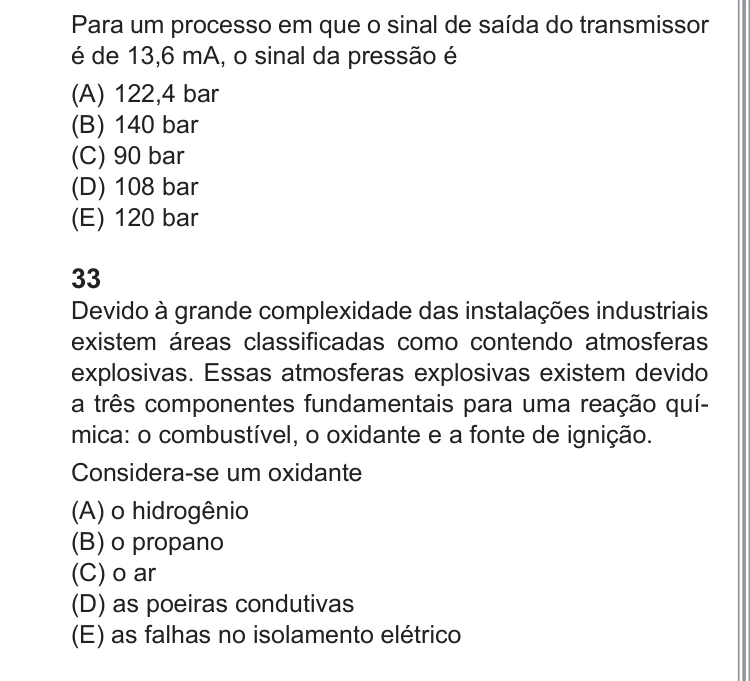 Para um processo em que o sinal de saída do transmissor
é de 13,6 mA, o sinal da pressão é
(A) 122,4 bar
(B) 140 bar
(C) 90 bar
(D) 108 bar
(E) 120 bar
33
Devido à grande complexidade das instalações industriais
existem áreas classificadas como contendo atmosferas
explosivas. Essas atmosferas explosivas existem devido
a três componentes fundamentais para uma reação quí-
mica: o combustível, o oxidante e a fonte de ignição.
Considera-se um oxidante
(A) o hidrogênio
(B) o propano
(C) o ar
(D) as poeiras condutivas
(E) as falhas no isolamento elétrico